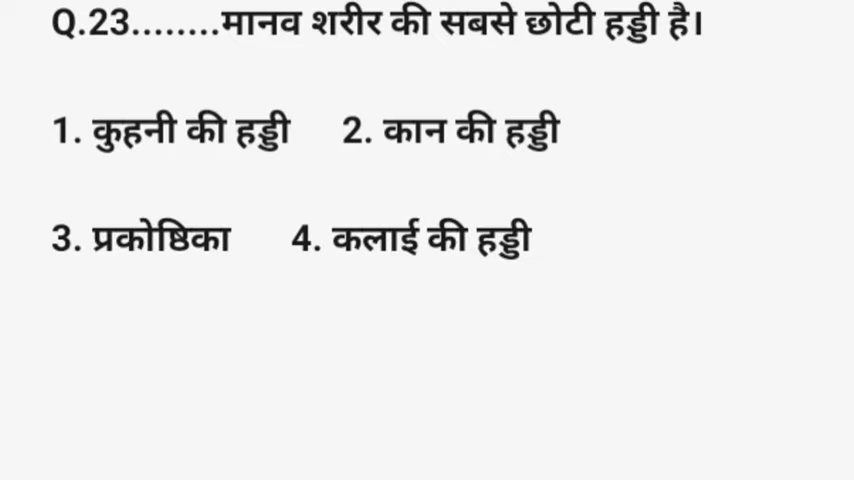 Q.23........मानव शरीर की सबसे छोटी हड्डी है।
1. कुहनी की हड्डी 2. कान की हड्डी
3. प्रकोष्ठिका 4. कलाई की हड्डी